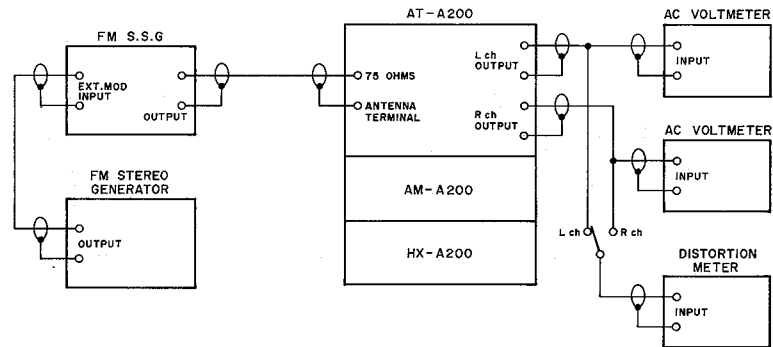 FM S.S.G
EXT.MOD
INPUT
OUTPUT
FM STEREO
GENERATOR
OUTPUT
AT-A200
75 OHMS
ANTENNA
TERMINAL
L ch
OUTPUT
R ch
OUTPUT
AM-A200
HX-A200
AC VOLTMETER
INPUT
AC VOLTMETER
INPUT
L ch
R ch
DISTORTION
METER
INPUT